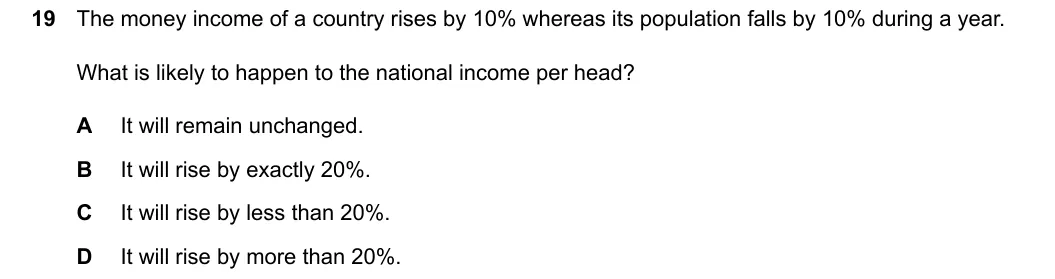 19 The money income of a country rises by 10% whereas its population falls by 10% during a year.
What is likely to happen to the national income per head?
A It will remain unchanged.
B It will rise by exactly 20%.
C It will rise by less than 20%.
D It will rise by more than 20%.